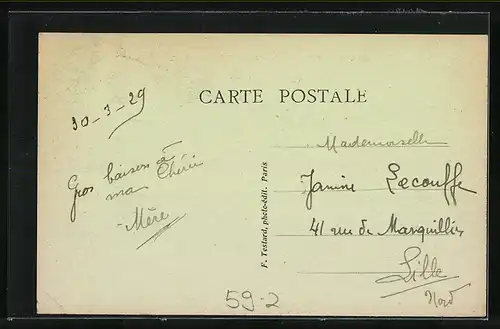 30-3-29
CARTE POSTALE
Gros baisers à
ma Chérie
-Mère
F. Testard, photo-édit. Paris
Mademoiselle
Janine Lecouffe
41 rue de Marquillies
Lille
Nord
59-2